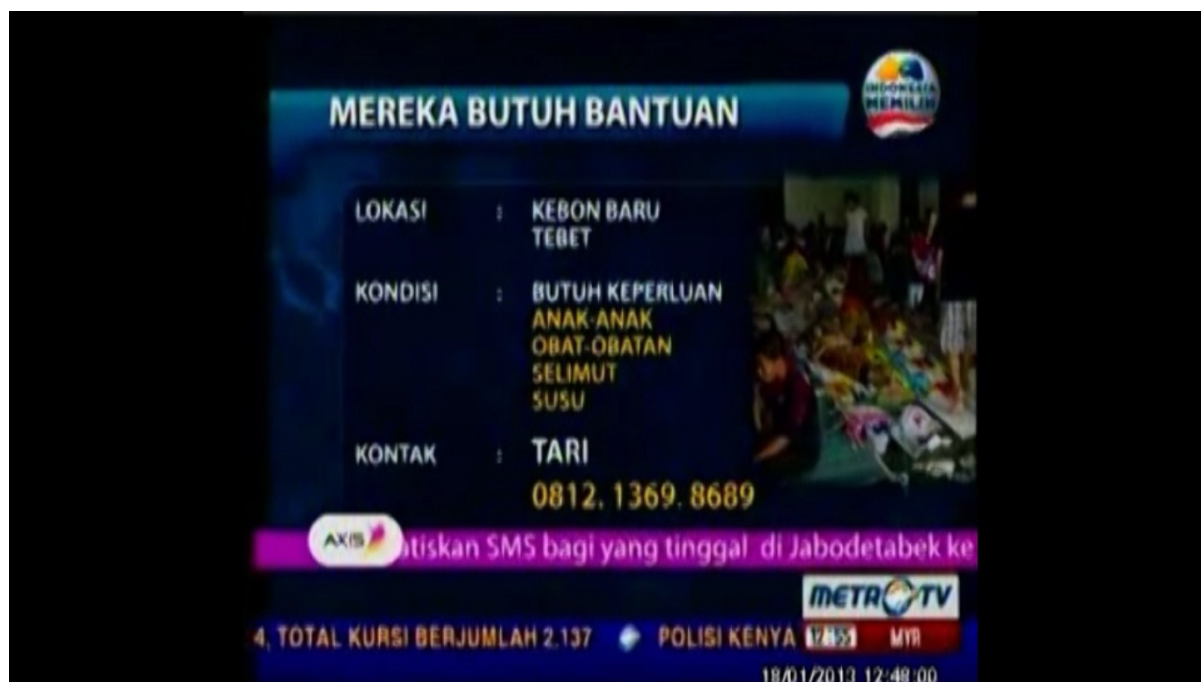 INDONESIA
MEMILIH
MEREKA BUTUH BANTUAN
LOKASI : KEBON BARU
TEBET
KONDISI : BUTUH KEPERLUAN
ANAK-ANAK
OBAT-OBATAN
SELIMUT
SUSU
KONTAK : TARI
0812. 1369. 8689
AXIS atiskan SMS bagi yang tinggal di Jabodetabek ke
METRO TV
4, TOTAL KURSI BERJUMLAH 2.137 POLISI KENYA 12:55 MYR
18/01/2013 12:48:00